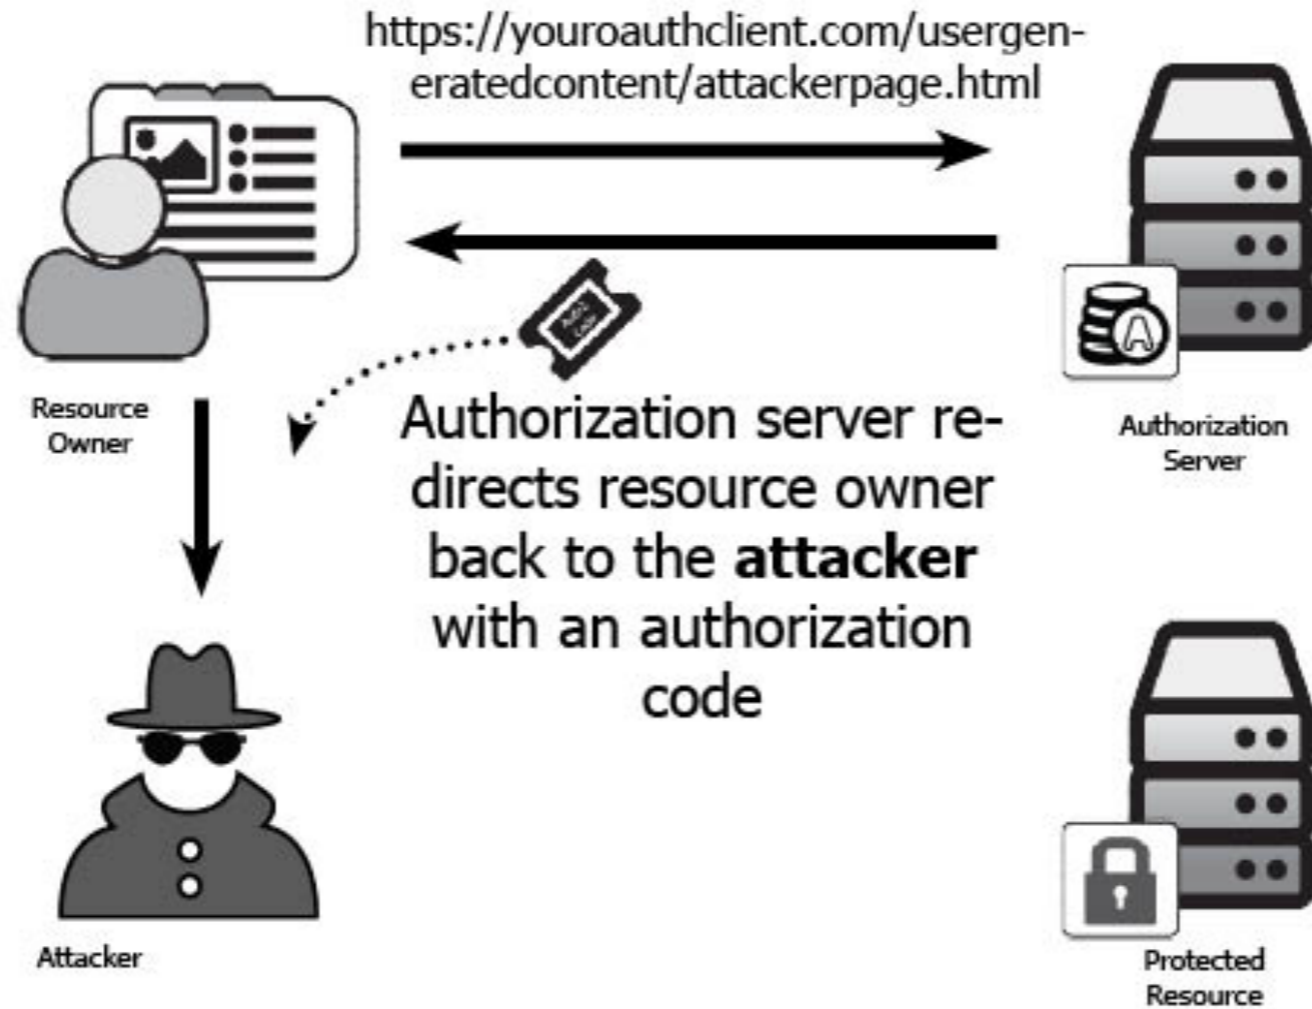 https://youroauthclient.com/usergen-
eratedcontent/attackerpage.html
Resource
Owner
Authorization server re-
directs resource owner
back to the attacker
with an authorization
code
Authorization
Server
Attacker
Protected
Resource
A